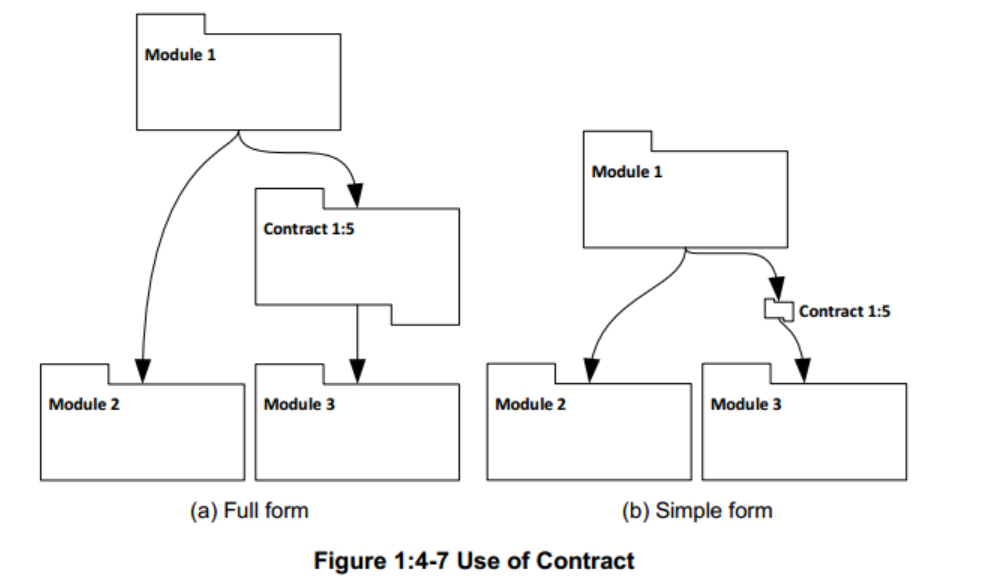 Module 1
Contract 1:5
Module 2
Module 3
(a) Full form
Module 1
Contract 1:5
Module 2
Module 3
(b) Simple form
Figure 1:4-7 Use of Contract